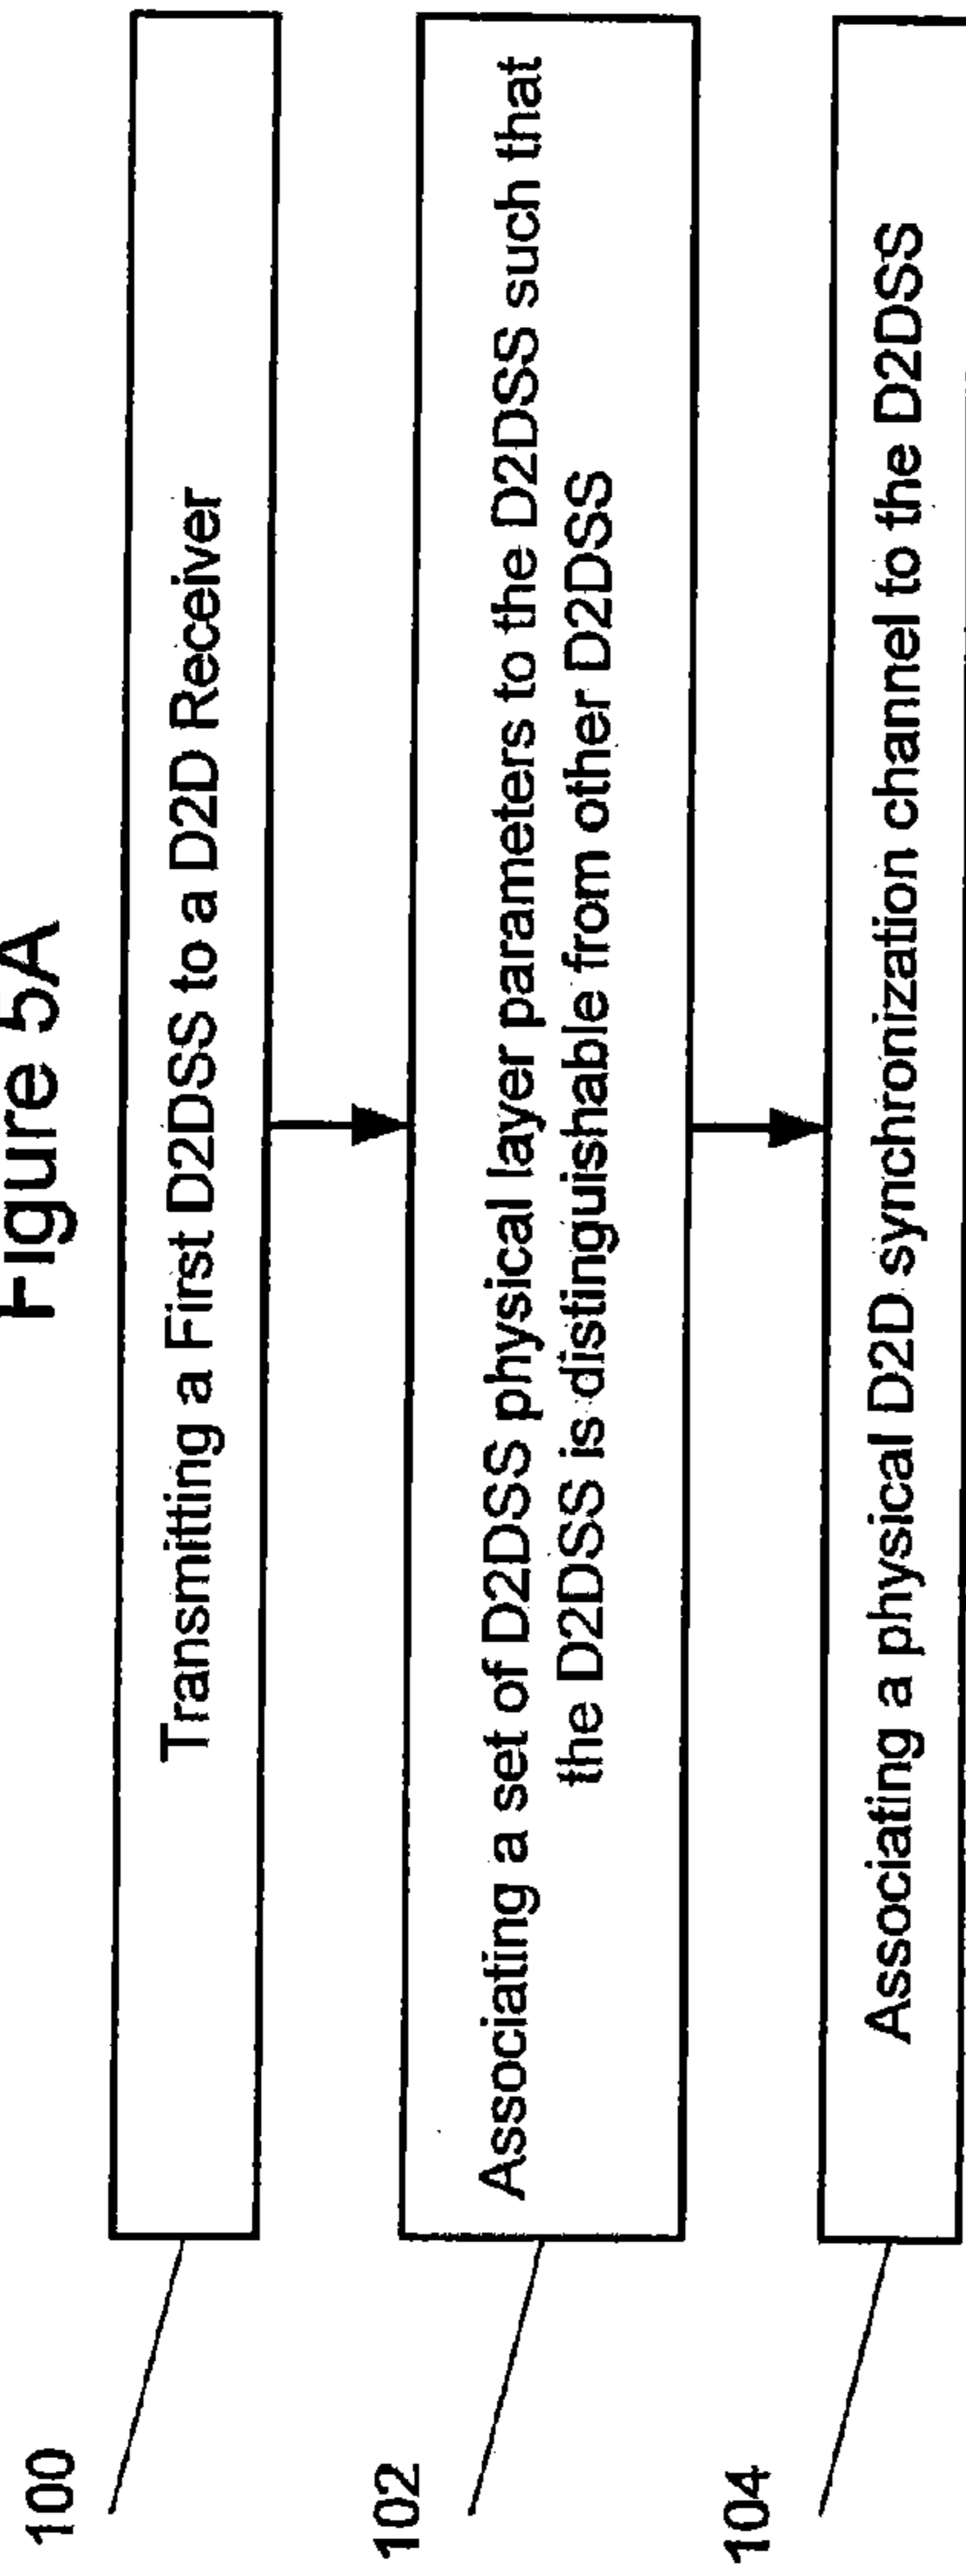 Figure 5A
100
Transmitting a First D2DSS to a D2D Receiver
102
Associating a set of D2DSS physical layer parameters to the D2DSS such that
the D2DSS is distinguishable from other D2DSS
104
Associating a physical D2D synchronization channel to the D2DSS